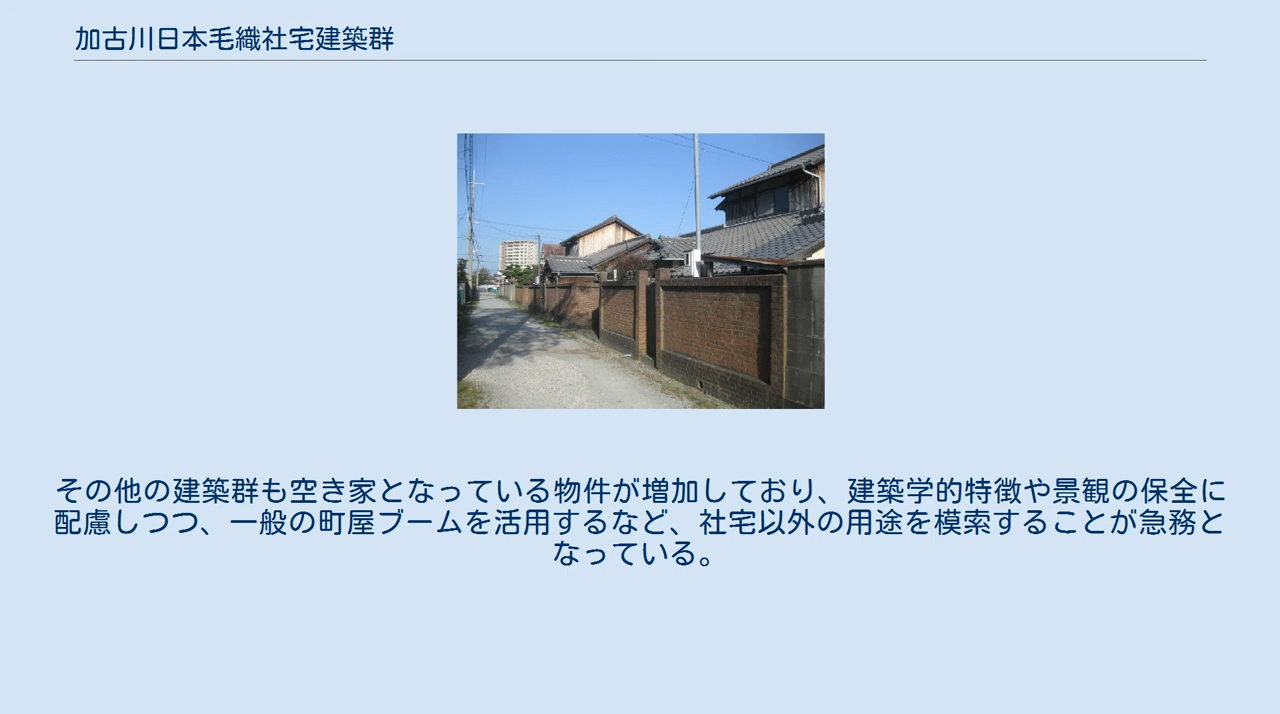 加古川日本毛織社宅建築群
その他の建築群も空き家となっている物件が増加しており、建築学的特徴や景観の保全に
配慮しつつ、一般の町屋ブームを活用するなど、社宅以外の用途を模索することが急務と
なっている。